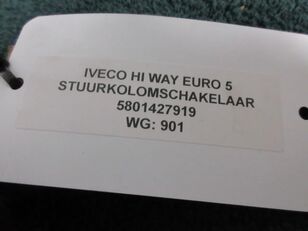 IVECO HI WAY EURO 5
STUURKOLOMSCHAKELAAR
5801427919
WG: 901